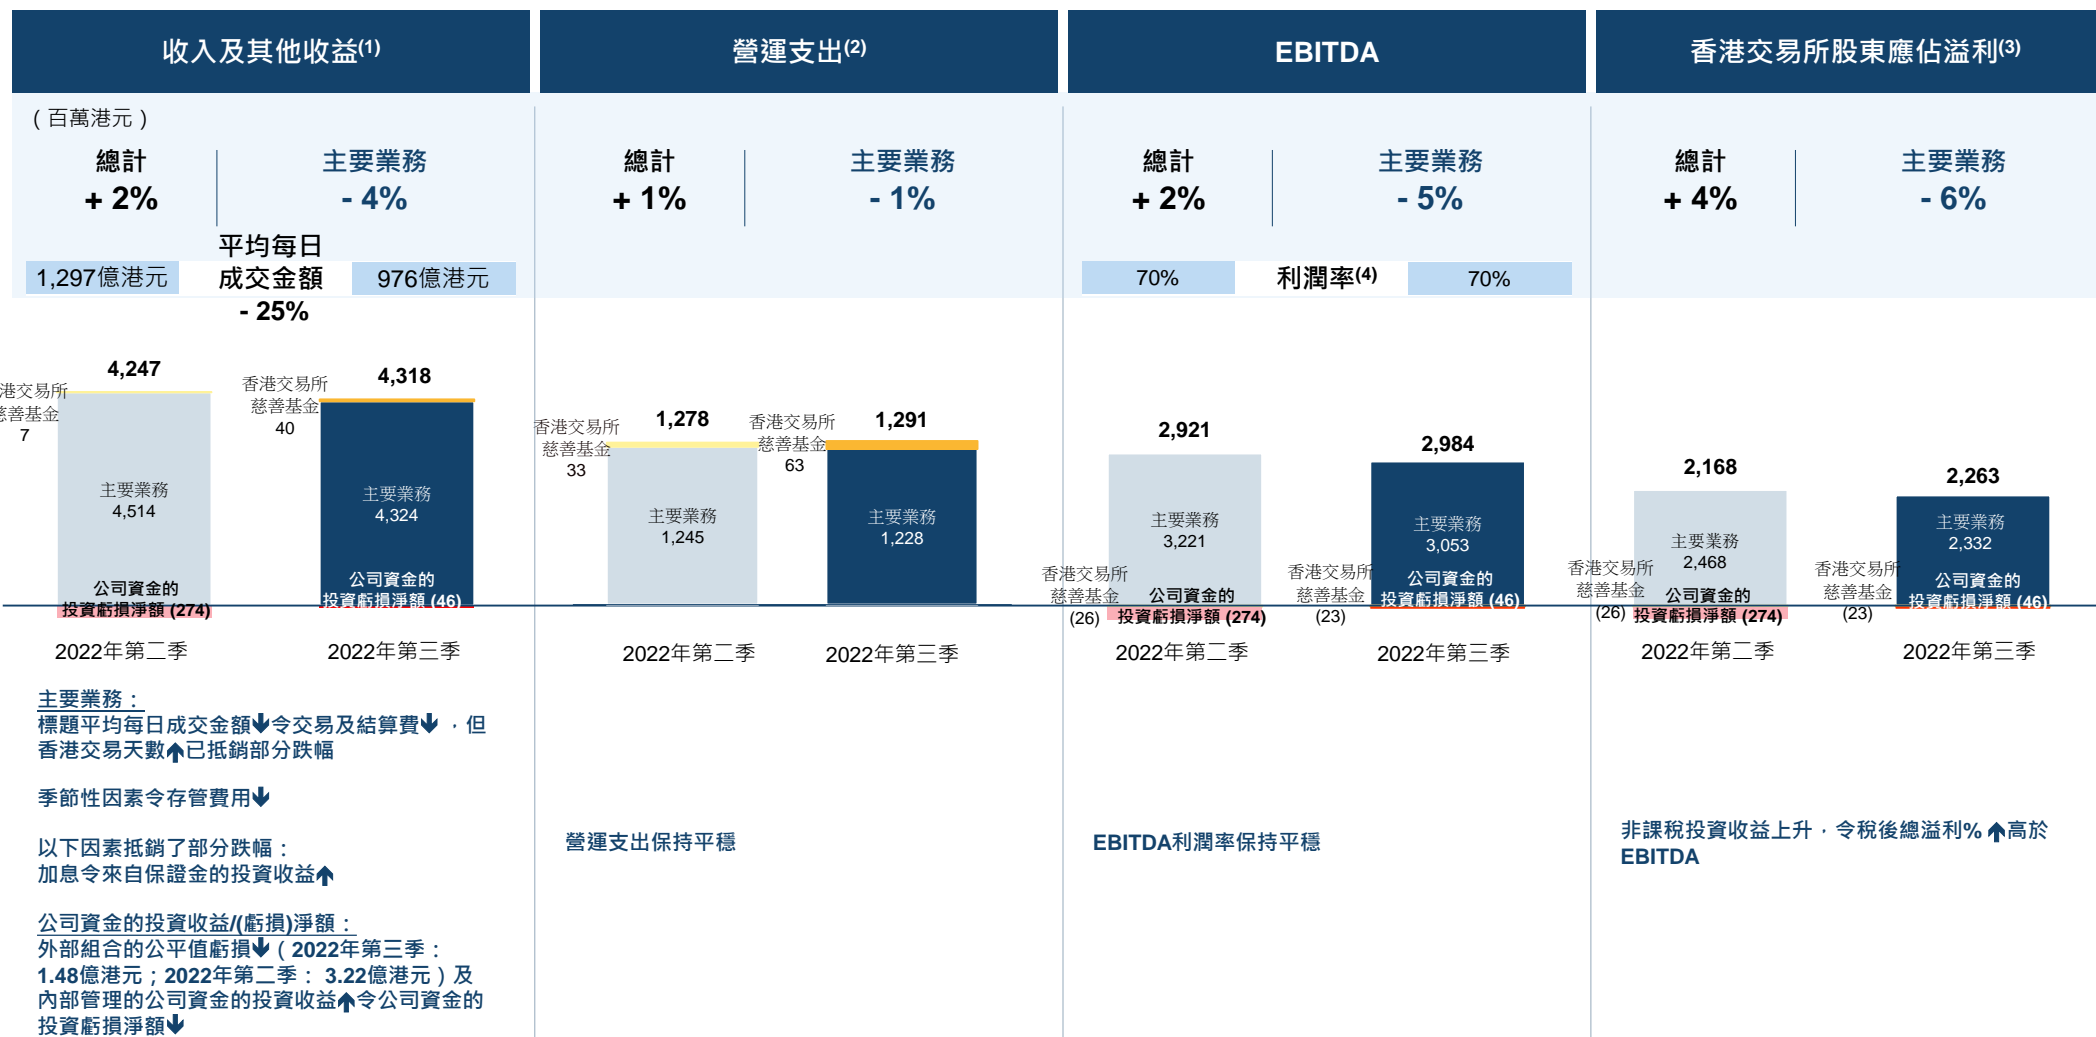 收入及其他收益(1)
營運支出(2)
EBITDA
香港交易所股東應佔溢利(3)
(百萬港元)
總計
+ 2%
主要業務
- 4%
平均每日
成交金額
- 25%
1,297億港元
976億港元
總計
+ 1%
主要業務
- 1%
總計
+ 2%
主要業務
- 5%
70%
利潤率(4)
70%
總計
+ 4%
主要業務
- 6%
4,247
港交易所
慈善基金
7
主要業務
4,514
公司資金的
投資虧損淨額 (274)
2022年第二季
4,318
香港交易所
慈善基金
40
主要業務
4,324
公司資金的
投資虧損淨額 (46)
2022年第三季
1,278
香港交易所
慈善基金
33
主要業務
1,245
2022年第二季
1,291
香港交易所
慈善基金
63
主要業務
1,228
2022年第三季
2,921
主要業務
3,221
香港交易所
慈善基金
(26)
公司資金的
投資虧損淨額 (274)
2022年第二季
2,984
主要業務
3,053
香港交易所
慈善基金
(23)
公司資金的
投資虧損淨額 (46)
2022年第三季
2,168
主要業務
2,468
香港交易所
慈善基金
(26)
公司資金的
投資虧損淨額 (274)
2022年第二季
2,263
主要業務
2,332
香港交易所
慈善基金
(23)
公司資金的
投資虧損淨額 (46)
2022年第三季
主要業務：
標題平均每日成交金額🡻令交易及結算費🡻，但
香港交易天數🡹已抵銷部分跌幅
季節性因素令存管費用🡻
以下因素抵銷了部分跌幅：
加息令來自保證金的投資收益🡹
公司資金的投資收益/(虧損)淨額：
外部組合的公平值虧損🡻（2022年第三季：
1.48億港元；2022年第二季： 3.22億港元）及
內部管理的公司資金的投資收益🡹令公司資金的
投資虧損淨額🡻
營運支出保持平穩
EBITDA利潤率保持平穩
非課稅投資收益上升，令稅後總溢利% 🡹高於
EBITDA